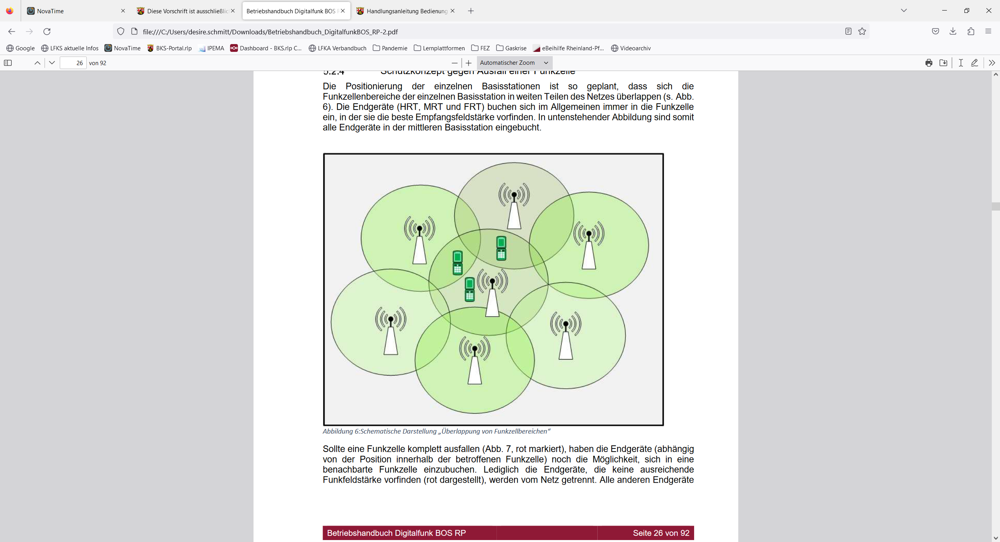 NovaTime
Diese Vorschrift ist ausschließlic
Betriebshandbuch Digitalfunk BOS
Handlungsanleitung Bedienung
file:///C:/Users/desire.schmitt/Downloads/Betriebshandbuch_DigitalfunkBOS_RP-2.pdf
Google LFKS aktuelle Infos NovaTime BKS-Portal.rlp IPEMA Dashboard - BKS.rlp C... LFKA Verbandbuch Pandemie Lernplattformen FEZ Gaskrise eBeihilfe Rheinland-Pf... Videoarchiv
26 von 92 Automatischer Zoom
5.2.4 Schutzkonzept gegen Ausfall einer Funkzelle
Die Positionierung der einzelnen Basisstationen ist so geplant, dass sich die
Funkzellenbereiche der einzelnen Basisstation in weiten Teilen des Netzes überlappen (s. Abb.
6). Die Endgeräte (HRT, MRT und FRT) buchen sich im Allgemeinen immer in die Funkzelle
ein, in der sie die beste Empfangsfeldstärke vorfinden. In untenstehender Abbildung sind somit
alle Endgeräte in der mittleren Basisstation eingebucht.
Abbildung 6:Schematische Darstellung „Überlappung von Funkzellbereichen“
Sollte eine Funkzelle komplett ausfallen (Abb. 7, rot markiert), haben die Endgeräte (abhängig
von der Position innerhalb der betroffenen Funkzelle) noch die Möglichkeit, sich in eine
benachbarte Funkzelle einzubuchen. Lediglich die Endgeräte, die keine ausreichende
Funkfeldstärke vorfinden (rot dargestellt), werden vom Netz getrennt. Alle anderen Endgeräte
Betriebshandbuch Digitalfunk BOS RP Seite 26 von 92